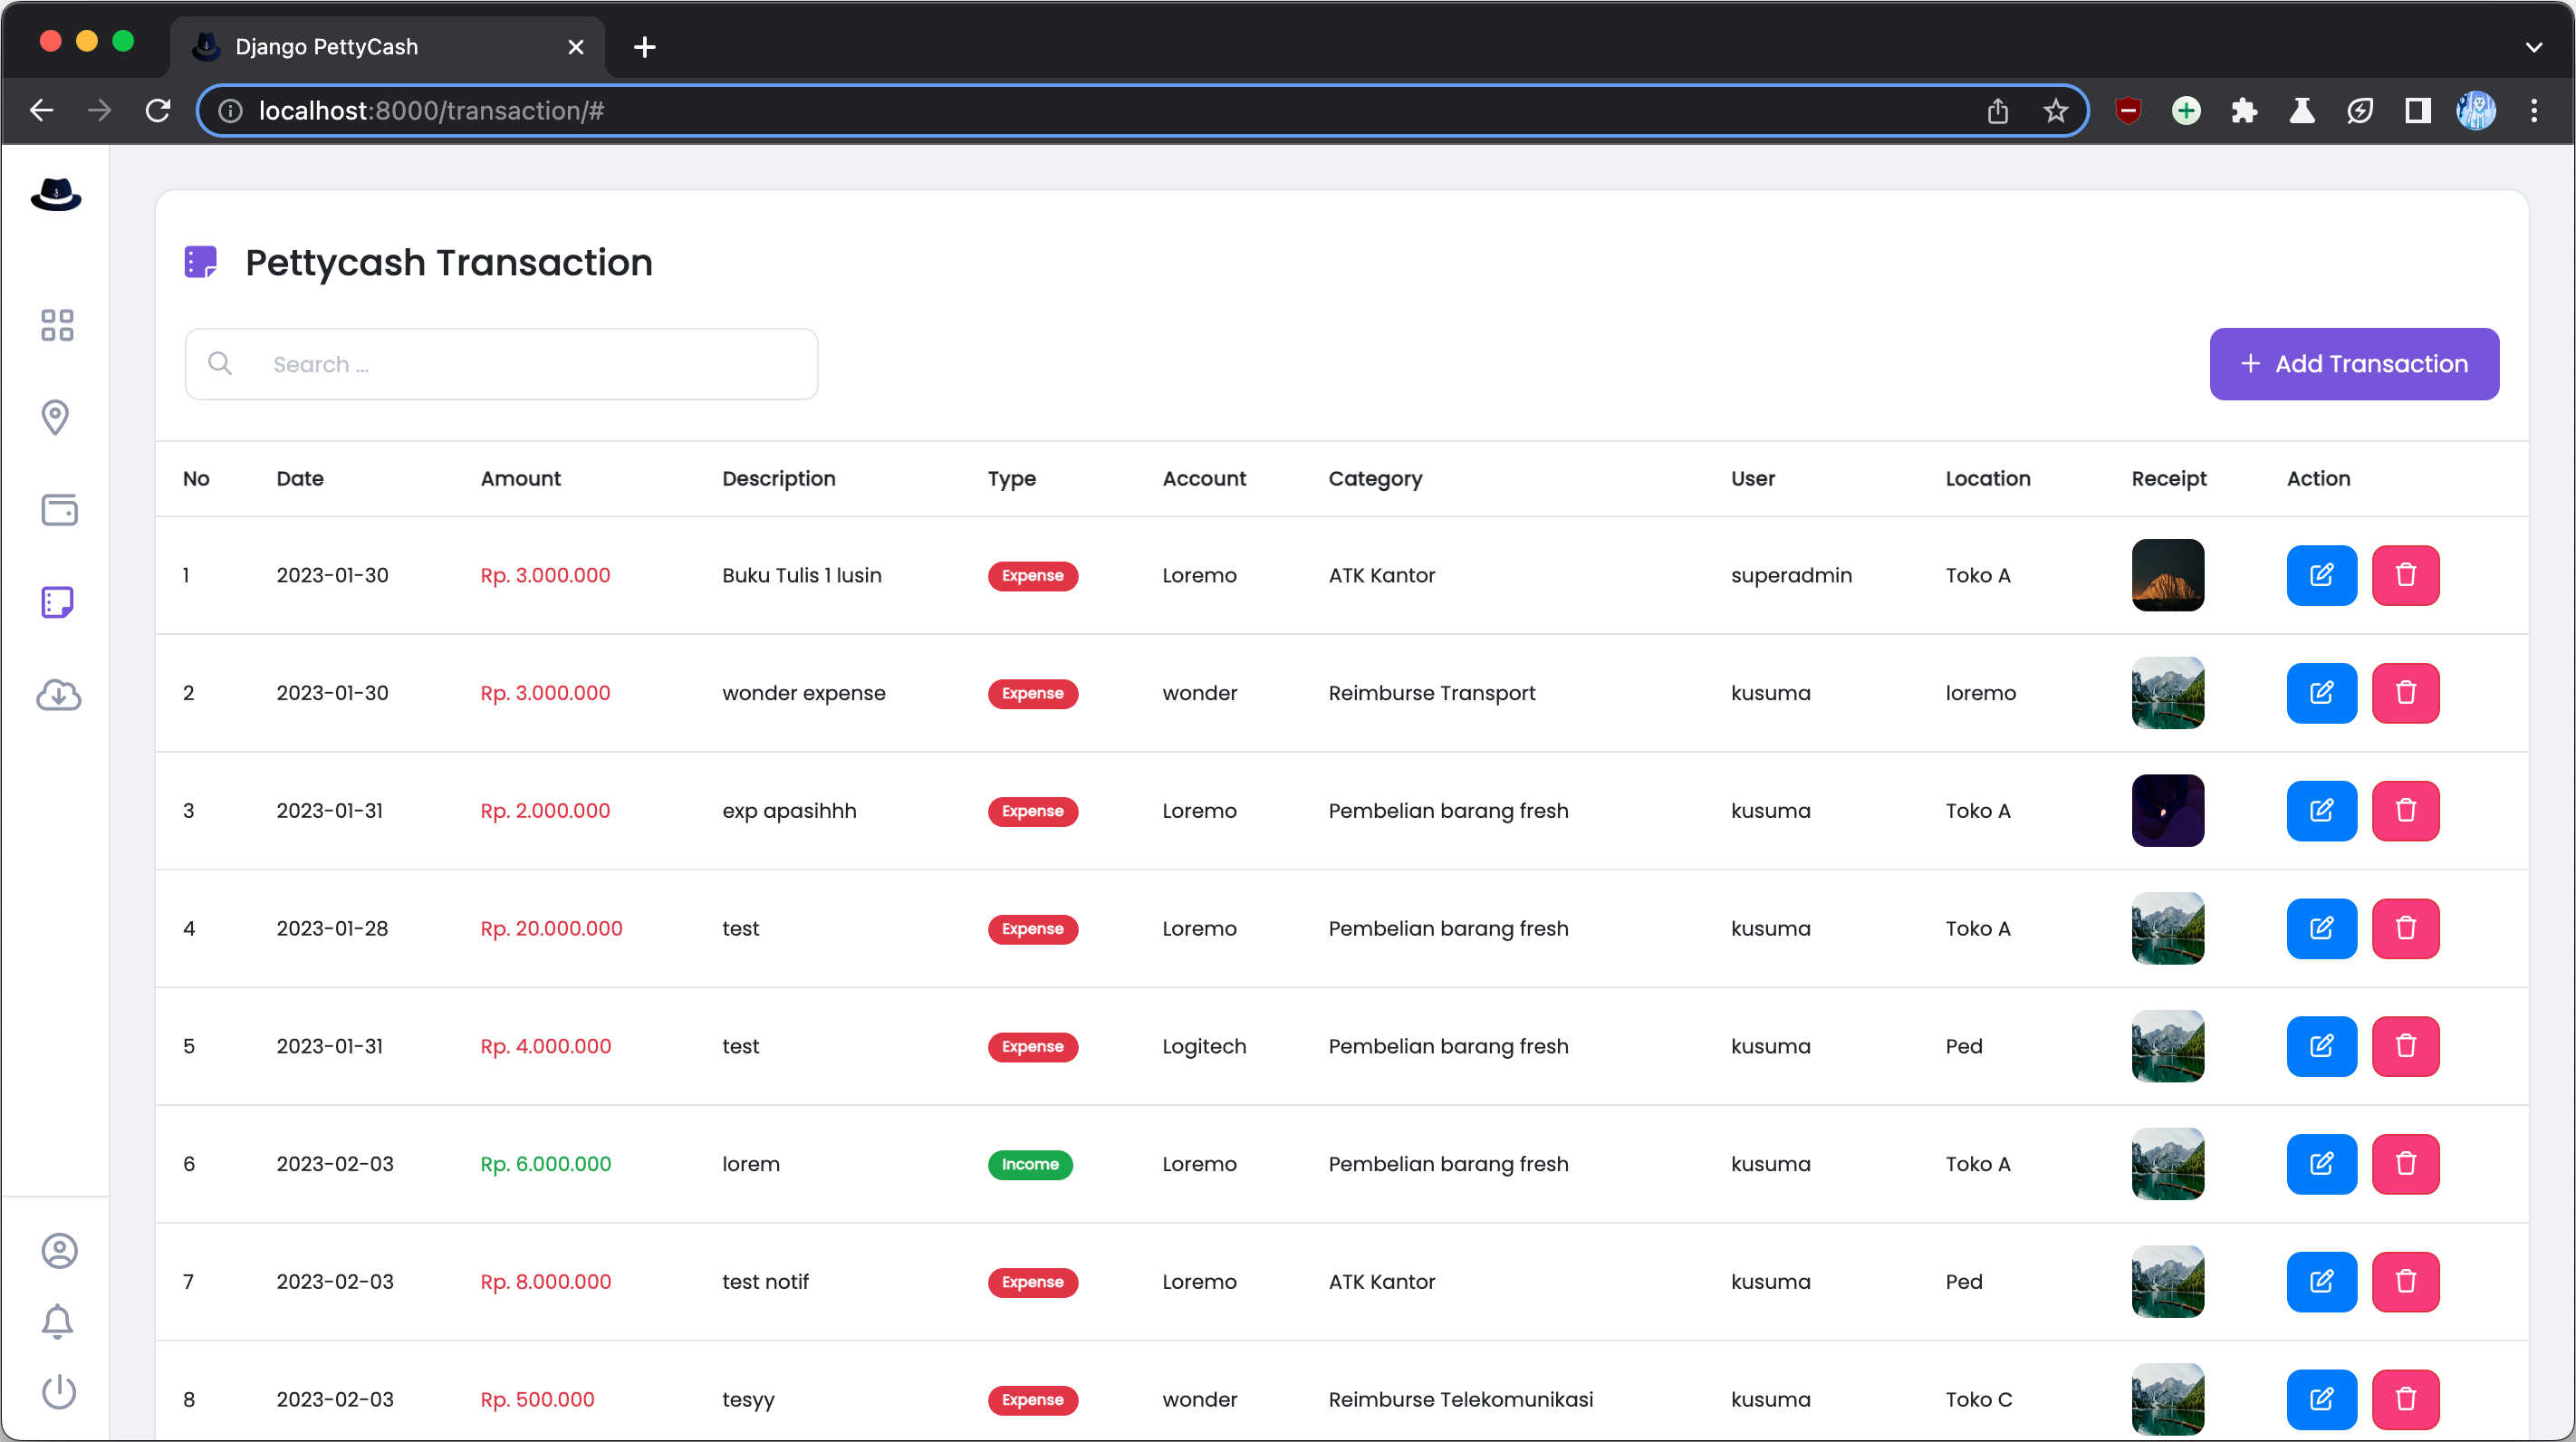 Django PettyCash
localhost:8000/transaction/#
Pettycash Transaction
Search ...
+ Add Transaction
No Date Amount Description Type Account Category User Location Receipt Action
1 2023-01-30 Rp. 3.000.000 Buku Tulis 1 lusin Expense Loremo ATK Kantor superadmin Toko A
2 2023-01-30 Rp. 3.000.000 wonder expense Expense wonder Reimburse Transport kusuma loremo
3 2023-01-31 Rp. 2.000.000 exp apasihhh Expense Loremo Pembelian barang fresh kusuma Toko A
4 2023-01-28 Rp. 20.000.000 test Expense Loremo Pembelian barang fresh kusuma Toko A
5 2023-01-31 Rp. 4.000.000 test Expense Logitech Pembelian barang fresh kusuma Ped
6 2023-02-03 Rp. 6.000.000 lorem Income Loremo Pembelian barang fresh kusuma Toko A
7 2023-02-03 Rp. 8.000.000 test notif Expense Loremo ATK Kantor kusuma Ped
8 2023-02-03 Rp. 500.000 tesyy Expense wonder Reimburse Telekomunikasi kusuma Toko C